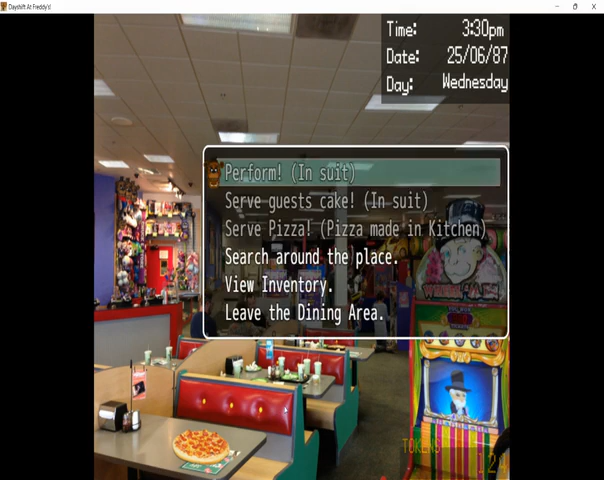 Dayshift At Freddy's!
Time: 3:30pm
Date: 25/06/87
Day: Wednesday
Perform! (In suit)
Serve guests cake! (In suit)
Serve Pizza! (Pizza made in Kitchen)
Search around the place.
View Inventory.
Leave the Dining Area.
TOKENS